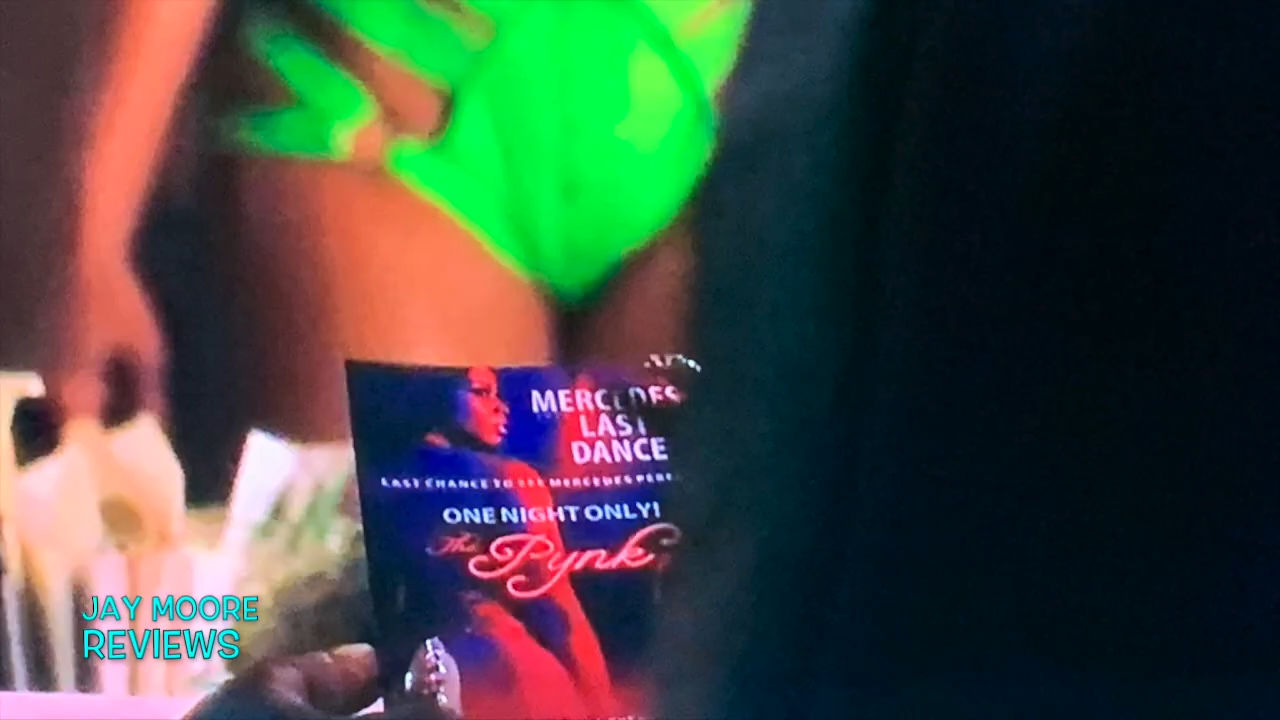 MERCEDES
LAST
DANCE
LAST CHANCE TO SEE MERCEDES
ONE NIGHT ONLY!
The Pynk
JAY MOORE
REVIEWS